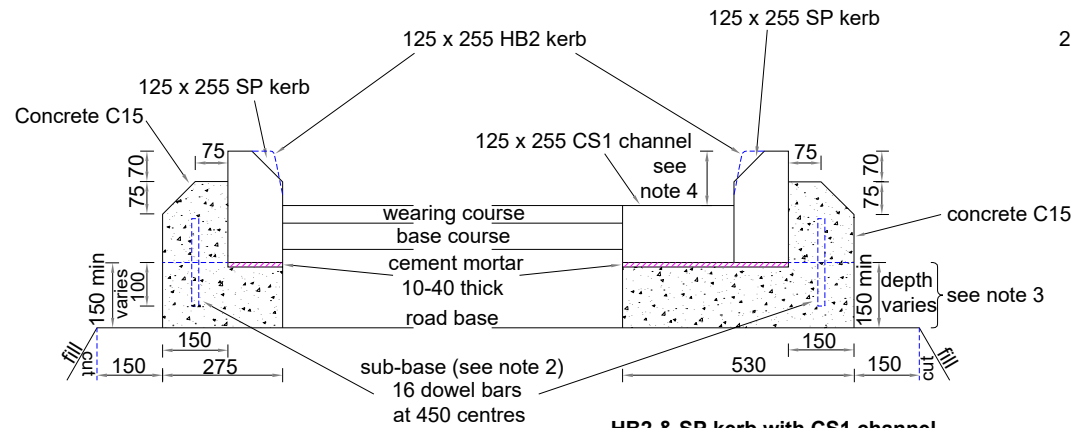 125 x 255 SP kerb
125 x 255 HB2 kerb
2
125 x 255 SP kerb
Concrete C15
125 x 255 CS1 channel
see
note 4
75
70
75
75
70
75
wearing course
base course
cement mortar
10-40 thick
road base
concrete C15
150 min
varies
100
150 min
depth
varies
see note 3
fill
cut
150
150
275
sub-base (see note 2)
16 dowel bars
at 450 centres
530
150
150
cut
fill
HB2 & SP kerb with CS1 channel